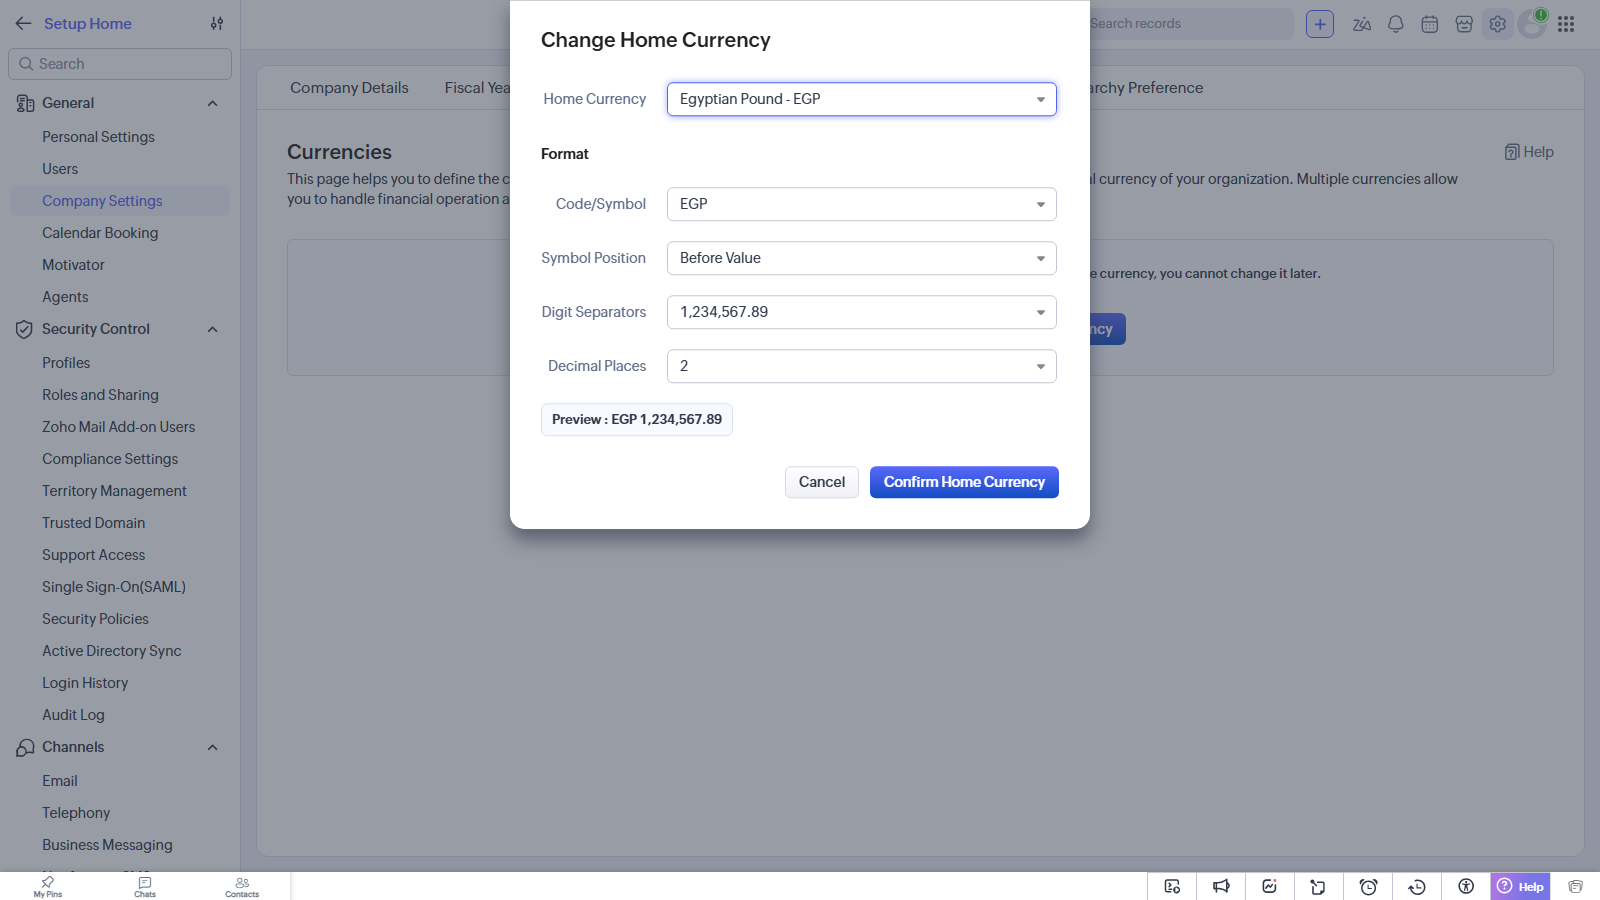 Setup Home
Search
General
Personal Settings
Users
Company Settings
Calendar Booking
Motivator
Agents
Security Control
Profiles
Roles and Sharing
Zoho Mail Add-on Users
Compliance Settings
Territory Management
Trusted Domain
Support Access
Single Sign-On(SAML)
Security Policies
Active Directory Sync
Login History
Audit Log
Channels
Email
Telephony
Business Messaging
Search records
Company Details
Fiscal Yea
archy Preference
Currencies
Help
This page helps you to define the c
l currency of your organization. Multiple currencies allow
you to handle financial operation a
e currency, you cannot change it later.
ncy
Change Home Currency
Home Currency
Egyptian Pound - EGP
Format
Code/Symbol
EGP
Symbol Position
Before Value
Digit Separators
1,234,567.89
Decimal Places
2
Preview : EGP 1,234,567.89
Cancel
Confirm Home Currency
My Pins
Chats
Contacts
Help